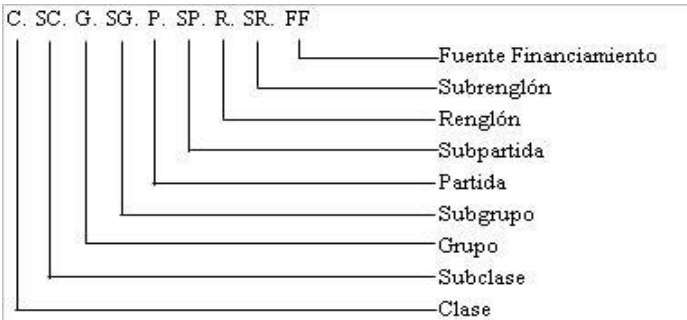 C. SC. G. SG. P. SP. R. SR. FF
Fuente Financiamiento
Subrenglón
Renglón
Subpartida
Partida
Subgrupo
Grupo
Subclase
Clase